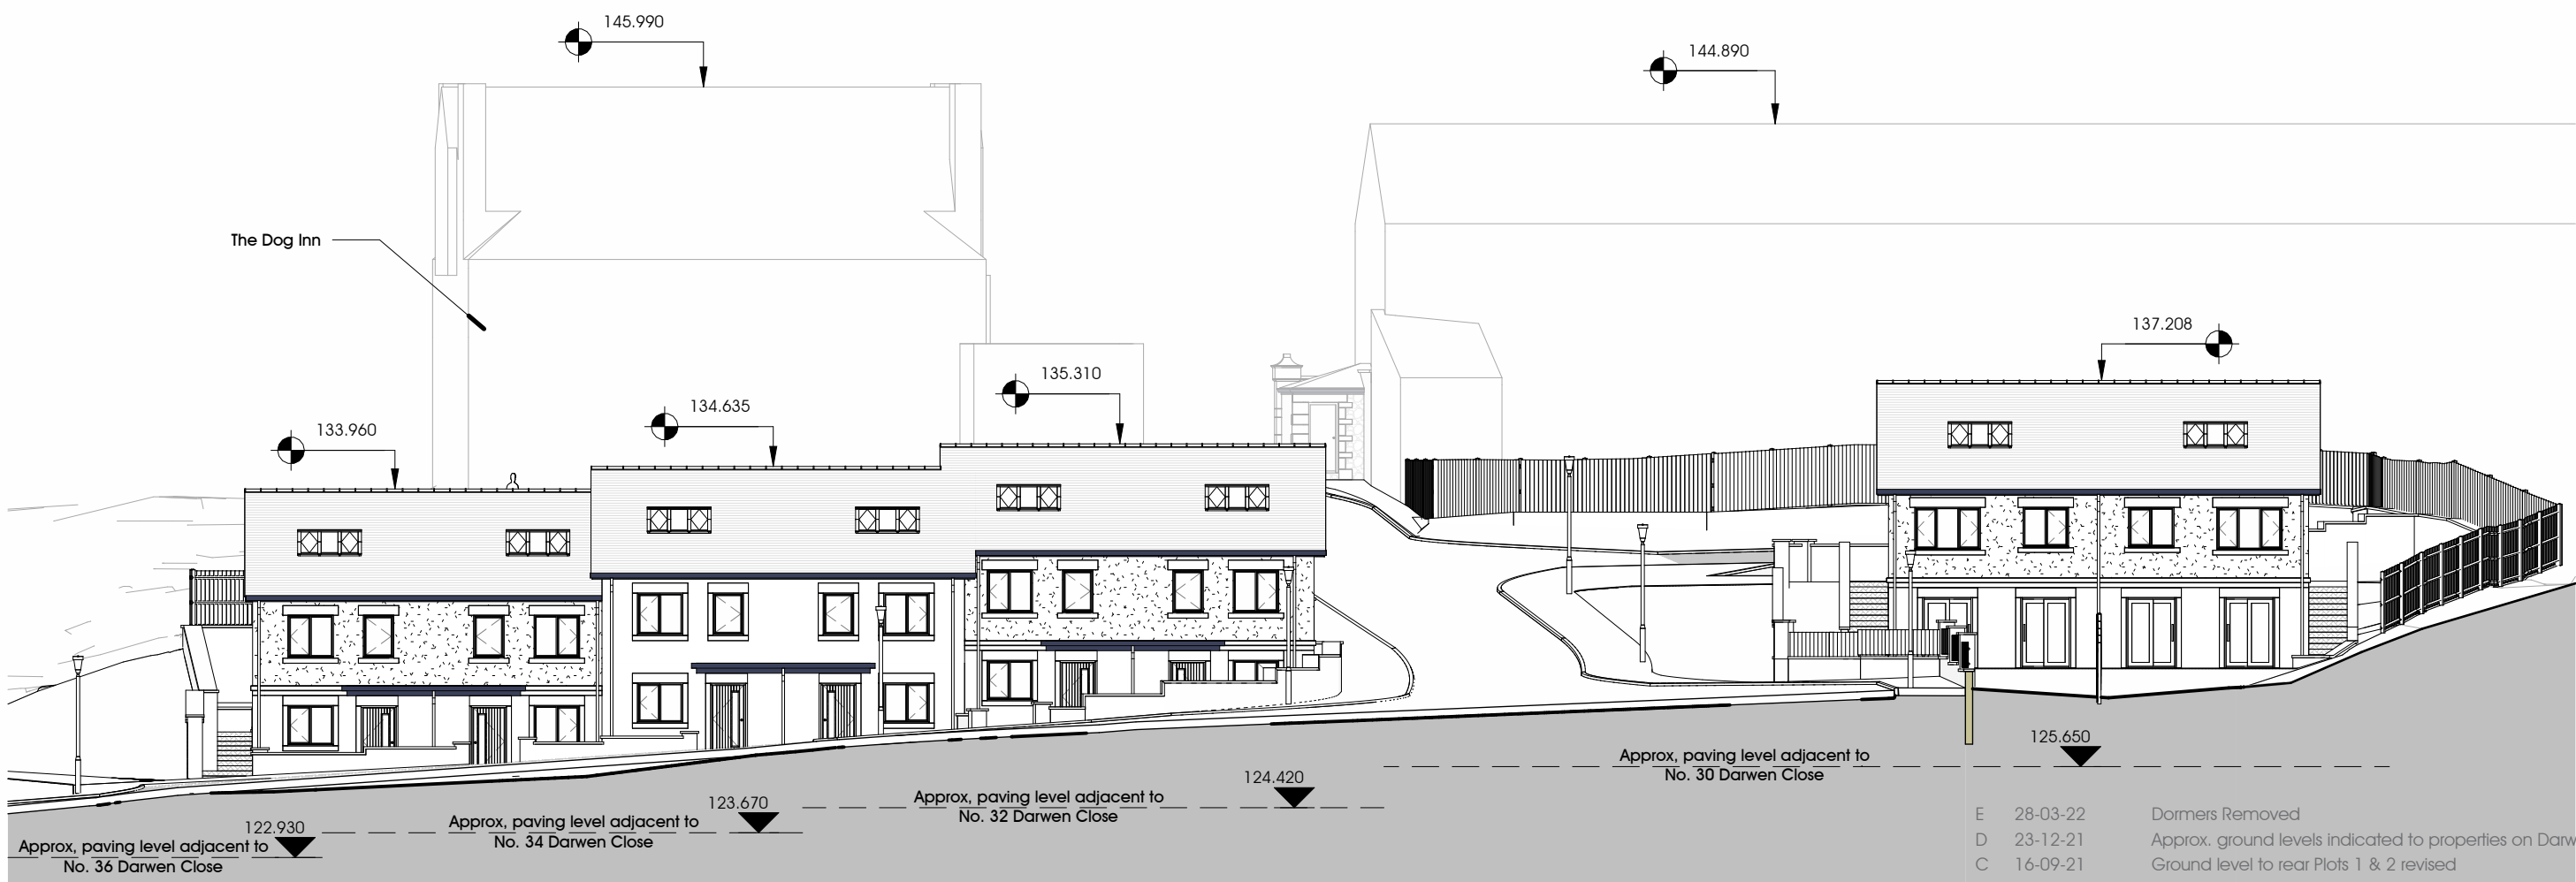 145.990
144.890
The Dog Inn
137.208
135.310
134.635
133.960
125.650
Approx, paving level adjacent to
No. 30 Darwen Close
124.420
Approx, paving level adjacent to
No. 32 Darwen Close
123.670
Approx, paving level adjacent to
No. 34 Darwen Close
122.930
Approx, paving level adjacent to
No. 36 Darwen Close
E 28-03-22 Dormers Removed
D 23-12-21 Approx. ground levels indicated to properties on Darw
C 16-09-21 Ground level to rear Plots 1 & 2 revised